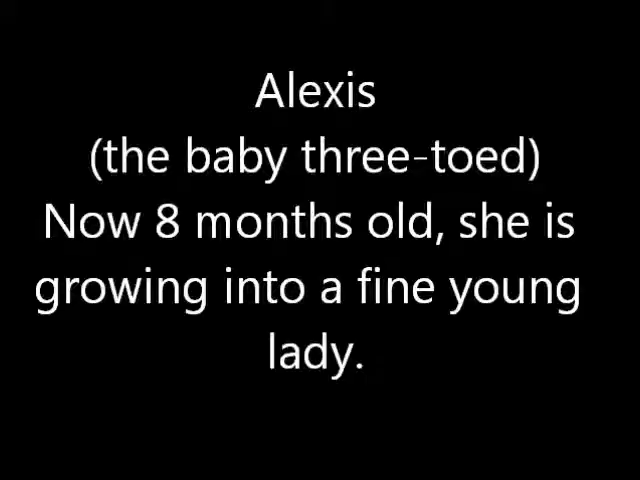 Alexis
(the baby three-toed)
Now 8 months old, she is
growing into a fine young
lady.